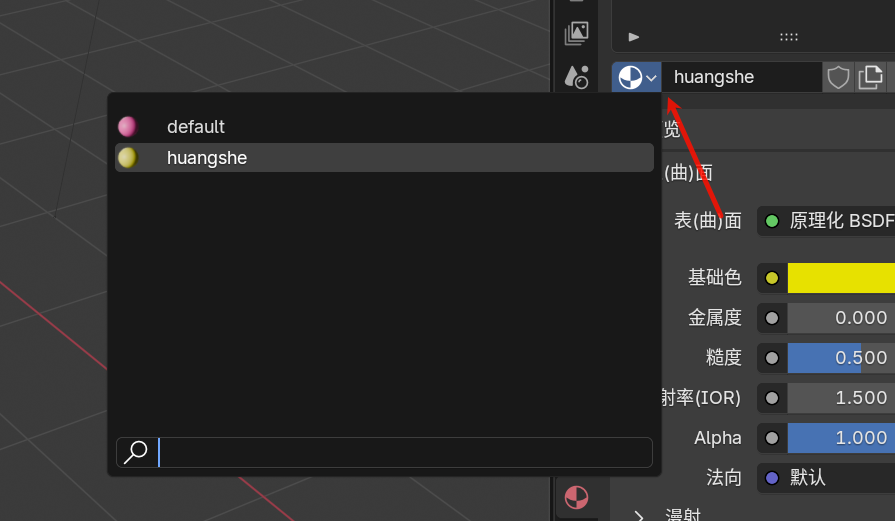 huangshe
default
huangshe
览
(曲)面
表(曲)面 原理化 BSDF
基础色
金属度 0.000
糙度 0.500
射率(IOR) 1.500
Alpha 1.000
法向 默认
漫射